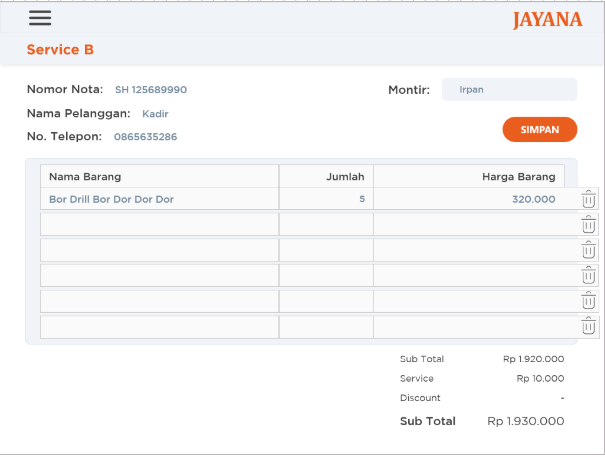 JAYANA
Service B
Nomor Nota: SH 125689990
Montir: Irpan
Nama Pelanggan: Kadir
No. Telepon: 0865635286
SIMPAN
Nama Barang Jumlah Harga Barang
Bor Drill Bor Dor Dor Dor 5 320.000
Sub Total Rp 1.920.000
Service Rp 10.000
Discount -
Sub Total Rp 1.930.000